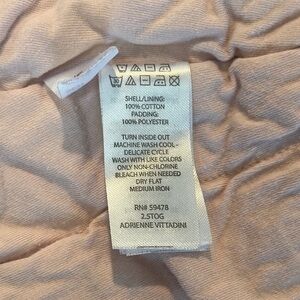 SHELL/LINING:
100% COTTON
PADDING:
100% POLYESTER
TURN INSIDE OUT
MACHINE WASH COOL -
DELICATE CYCLE
WASH WITH LIKE COLORS
ONLY NON-CHLORINE
BLEACH WHEN NEEDED
DRY FLAT
MEDIUM IRON
RN# 59478
2.5TOG
ADRIENNE VITTADINI